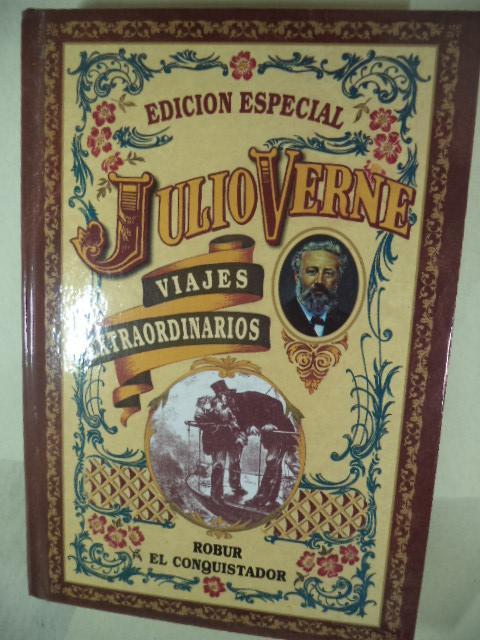 EDICION ESPECIAL
JULIO VERNE
VIAJES
EXTRAORDINARIOS
ROBUR
EL CONQUISTADOR